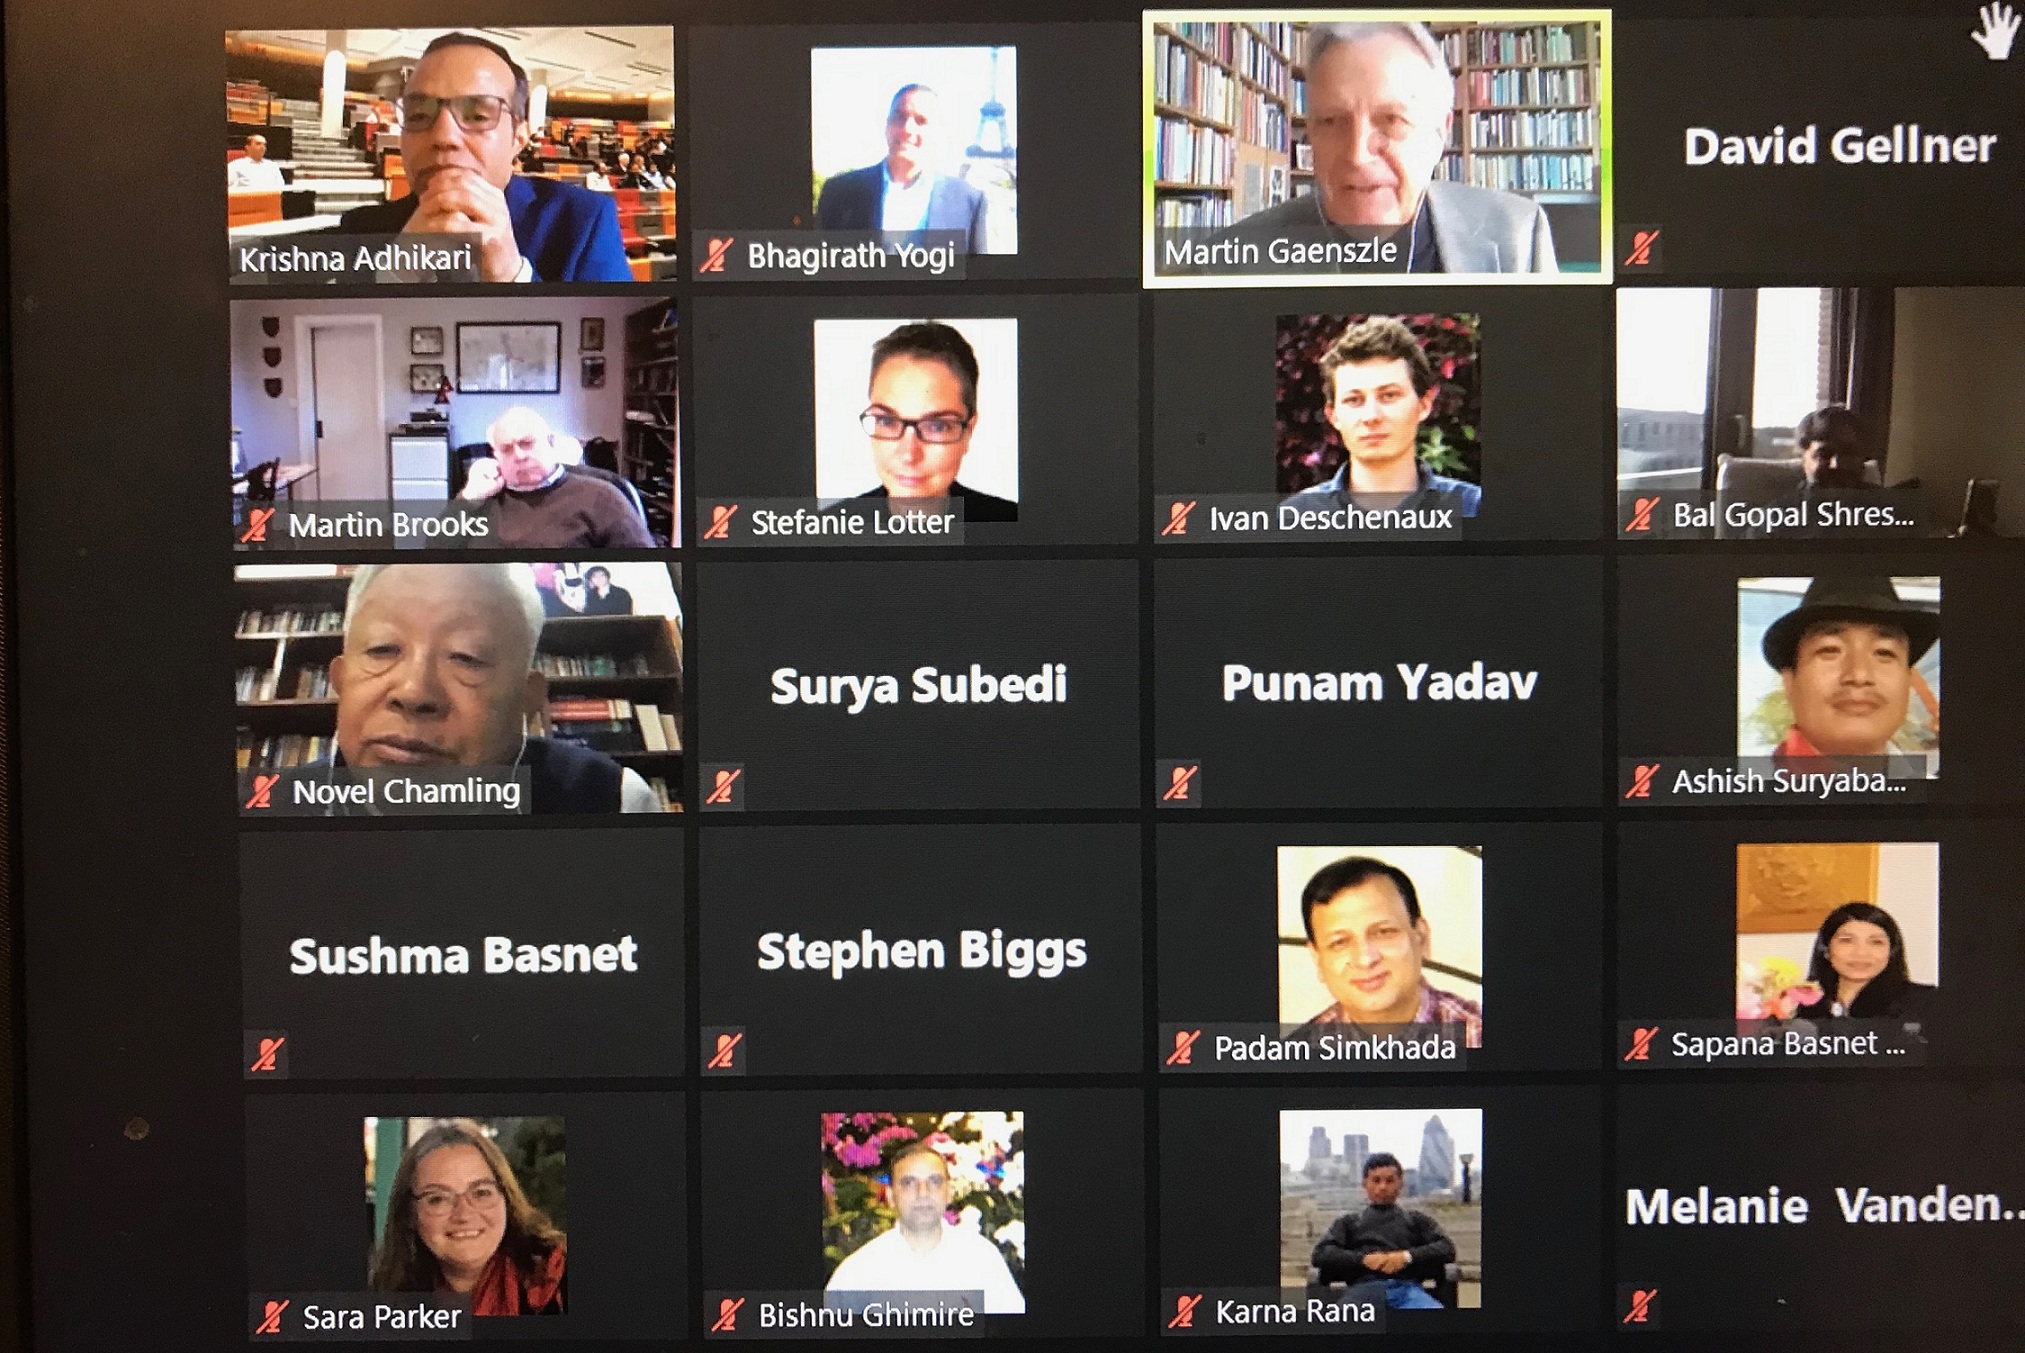 Krishna Adhikari
Bhagirath Yogi
Martin Gaenszle
David Gellner
Martin Brooks
Stefanie Lotter
Ivan Deschenaux
Bal Gopal Shres...
Novel Chamling
Surya Subedi
Punam Yadav
Ashish Suryaba...
Sushma Basnet
Stephen Biggs
Padam Simkhada
Sapana Basnet ...
Sara Parker
Bishnu Ghimire
Karna Rana
Melanie Vanden..